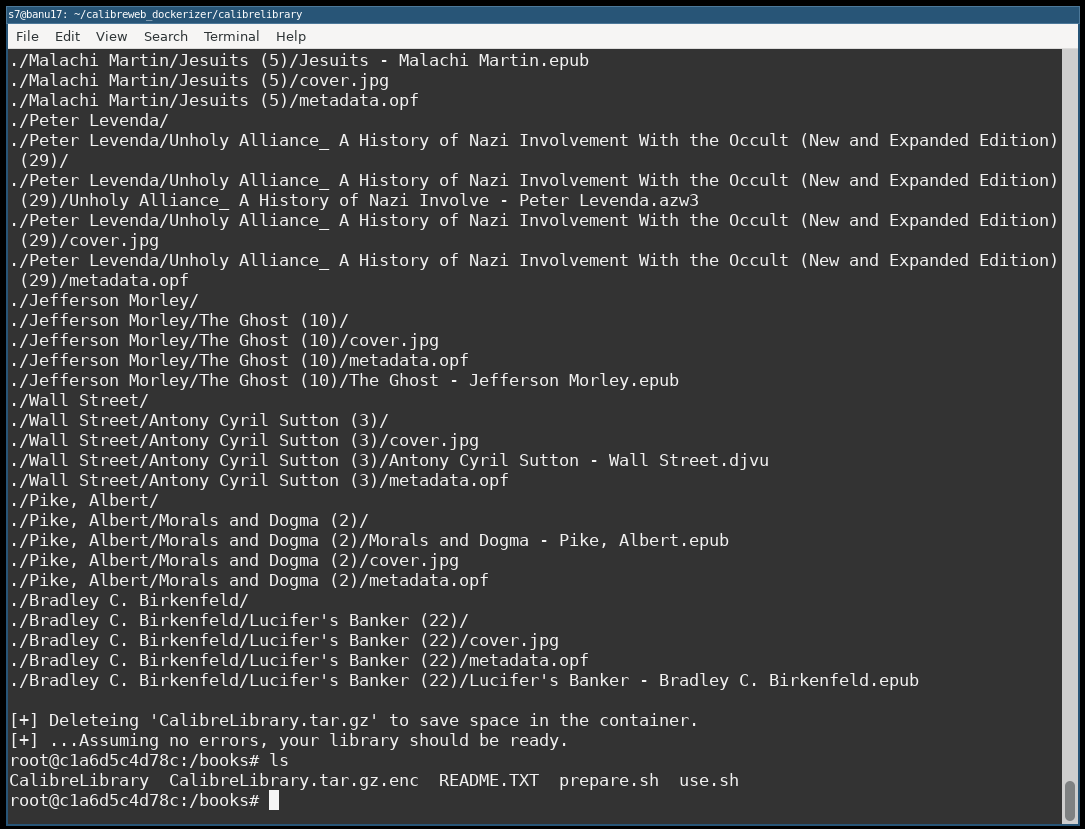 s7@banu17: ~/calibreweb_dockerizer/calibrelibrary
File Edit View Search Terminal Help
./Malachi Martin/Jesuits (5)/Jesuits - Malachi Martin.epub
./Malachi Martin/Jesuits (5)/cover.jpg
./Malachi Martin/Jesuits (5)/metadata.opf
./Peter Levenda/
./Peter Levenda/Unholy Alliance_ A History of Nazi Involvement With the Occult (New and Expanded Edition)
 (29)/
./Peter Levenda/Unholy Alliance_ A History of Nazi Involvement With the Occult (New and Expanded Edition)
 (29)/Unholy Alliance_ A History of Nazi Involve - Peter Levenda.azw3
./Peter Levenda/Unholy Alliance_ A History of Nazi Involvement With the Occult (New and Expanded Edition)
 (29)/cover.jpg
./Peter Levenda/Unholy Alliance_ A History of Nazi Involvement With the Occult (New and Expanded Edition)
 (29)/metadata.opf
./Jefferson Morley/
./Jefferson Morley/The Ghost (10)/
./Jefferson Morley/The Ghost (10)/cover.jpg
./Jefferson Morley/The Ghost (10)/metadata.opf
./Jefferson Morley/The Ghost (10)/The Ghost - Jefferson Morley.epub
./Wall Street/
./Wall Street/Antony Cyril Sutton (3)/
./Wall Street/Antony Cyril Sutton (3)/cover.jpg
./Wall Street/Antony Cyril Sutton (3)/Antony Cyril Sutton - Wall Street.djvu
./Wall Street/Antony Cyril Sutton (3)/metadata.opf
./Pike, Albert/
./Pike, Albert/Morals and Dogma (2)/
./Pike, Albert/Morals and Dogma (2)/Morals and Dogma - Pike, Albert.epub
./Pike, Albert/Morals and Dogma (2)/cover.jpg
./Pike, Albert/Morals and Dogma (2)/metadata.opf
./Bradley C. Birkenfeld/
./Bradley C. Birkenfeld/Lucifer's Banker (22)/
./Bradley C. Birkenfeld/Lucifer's Banker (22)/cover.jpg
./Bradley C. Birkenfeld/Lucifer's Banker (22)/metadata.opf
./Bradley C. Birkenfeld/Lucifer's Banker (22)/Lucifer's Banker - Bradley C. Birkenfeld.epub
[+] Deleteing 'CalibreLibrary.tar.gz' to save space in the container.
[+] ...Assuming no errors, your library should be ready.
root@c1a6d5c4d78c:/books# ls
CalibreLibrary  CalibreLibrary.tar.gz.enc  README.TXT  prepare.sh  use.sh
root@c1a6d5c4d78c:/books#